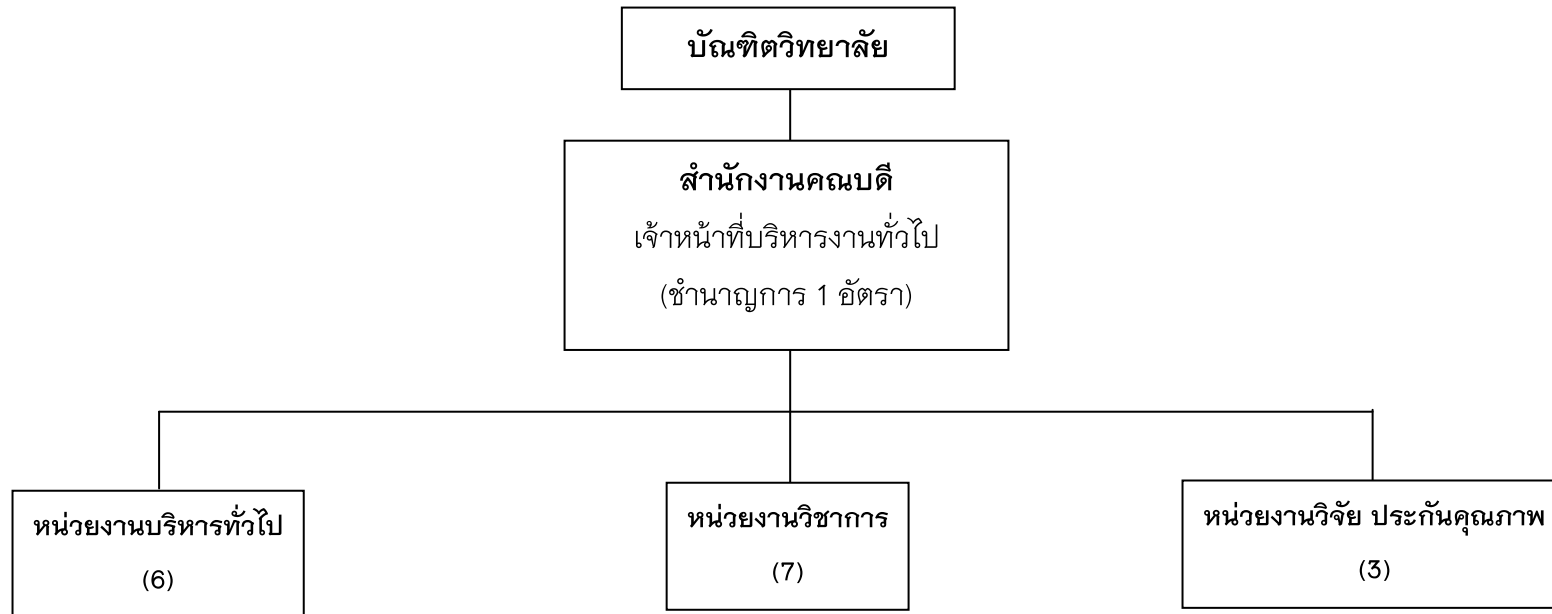 บัณฑิตวิทยาลัย
สำนักงานคณบดี
เจ้าหน้าที่บริหารงานทั่วไป
(ชำนาญการ 1 อัตรา)
หน่วยงานบริหารทั่วไป
(6)
หน่วยงานวิชาการ
(7)
หน่วยงานวิจัย ประกันคุณภาพ
(3)